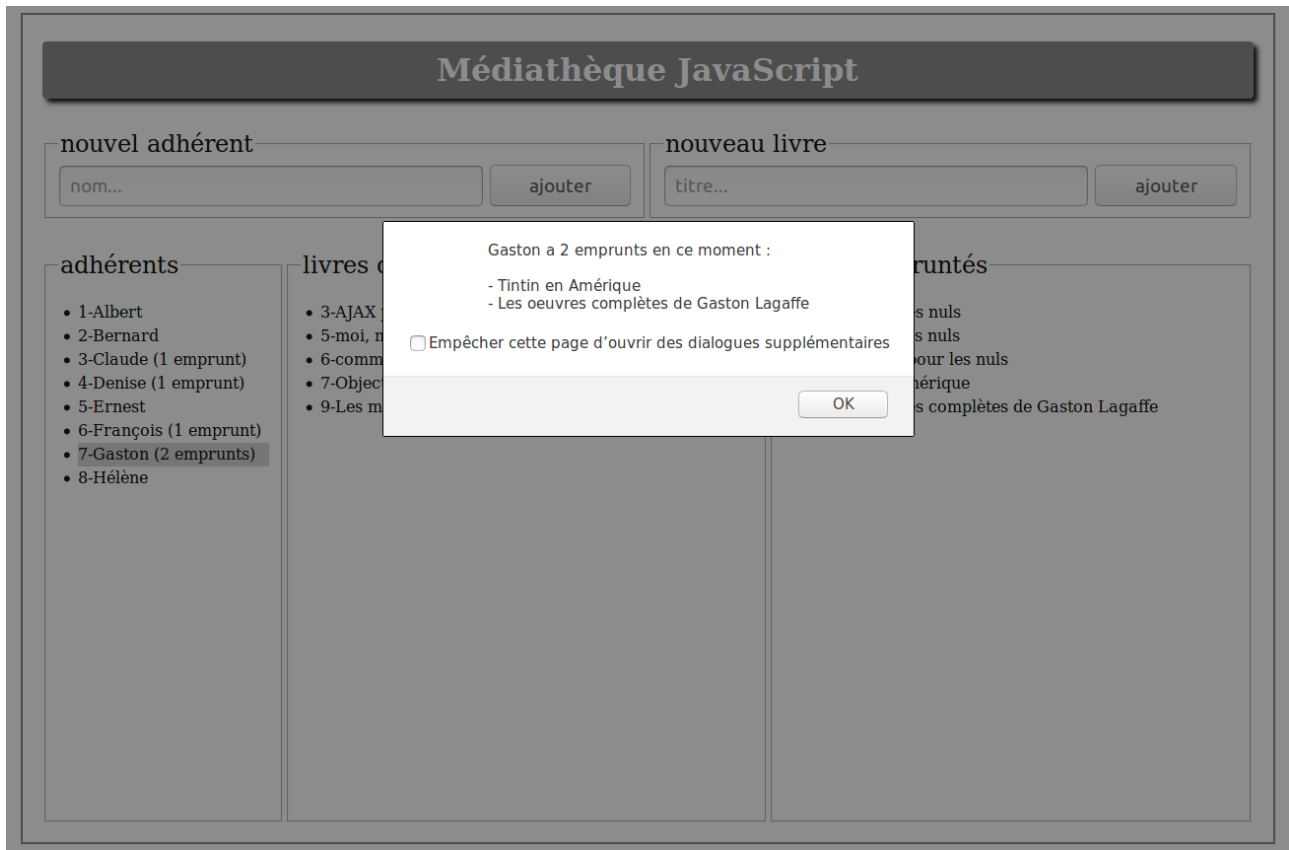 Médiathèque JavaScript
nouvel adhérent
nom...
ajouter
nouveau livre
titre...
ajouter
adhérents
1-Albert
2-Bernard
3-Claude (1 emprunt)
4-Denise (1 emprunt)
5-Ernest
6-François (1 emprunt)
7-Gaston (2 emprunts)
8-Hélène
livres
3-AJAX
5-moi,
6-comm
7-Objec
9-Les
Gaston a 2 emprunts en ce moment :
- Tintin en Amérique
- Les oeuvres complètes de Gaston Lagaffe
Empêcher cette page d’ouvrir des dialogues supplémentaires
OK
runtés
s nuls
s nuls
pour les nuls
mérique
s complètes de Gaston Lagaffe